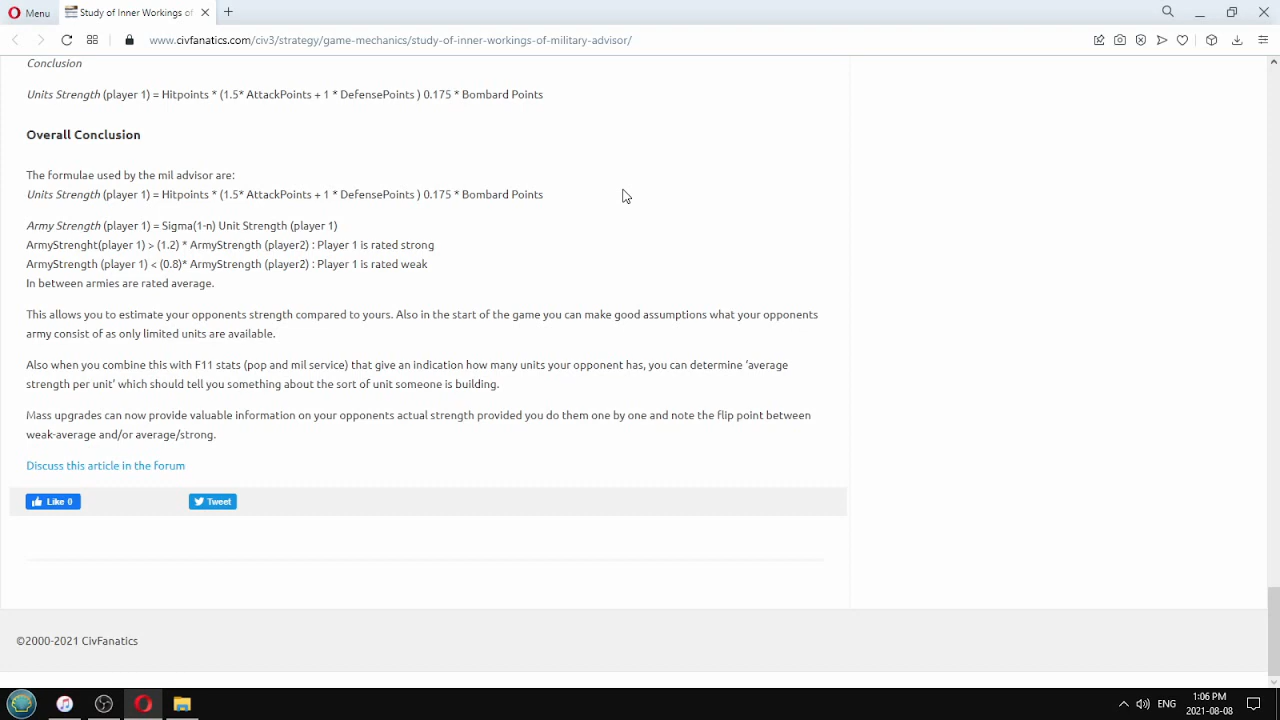 Menu
Study of Inner Workings of
www.civfanatics.com/civ3/strategy/game-mechanics/study-of-inner-workings-of-military-advisor/
Conclusion
Units Strength (player 1) = Hitpoints * (1.5* AttackPoints + 1 * DefensePoints ) 0.175 * Bombard Points
Overall Conclusion
The formulae used by the mil advisor are:
Units Strength (player 1) = Hitpoints * (1.5* AttackPoints + 1 * DefensePoints ) 0.175 * Bombard Points
Army Strength (player 1) = Sigma(1-n) Unit Strength (player 1)
ArmyStrenght(player 1) > (1.2) * ArmyStrength (player2) : Player 1 is rated strong
ArmyStrength (player 1) < (0.8)* ArmyStrength (player2) : Player 1 is rated weak
In between armies are rated average.
This allows you to estimate your opponents strength compared to yours. Also in the start of the game you can make good assumptions what your opponents
army consist of as only limited units are available.
Also when you combine this with F11 stats (pop and mil service) that give an indication how many units your opponent has, you can determine ‘average
strength per unit’ which should tell you something about the sort of unit someone is building.
Mass upgrades can now provide valuable information on your opponents actual strength provided you do them one by one and note the flip point between
weak-average and/or average/strong.
Discuss this article in the forum
Like 0
Tweet
©2000-2021 CivFanatics
ENG
1:06 PM
2021-08-08